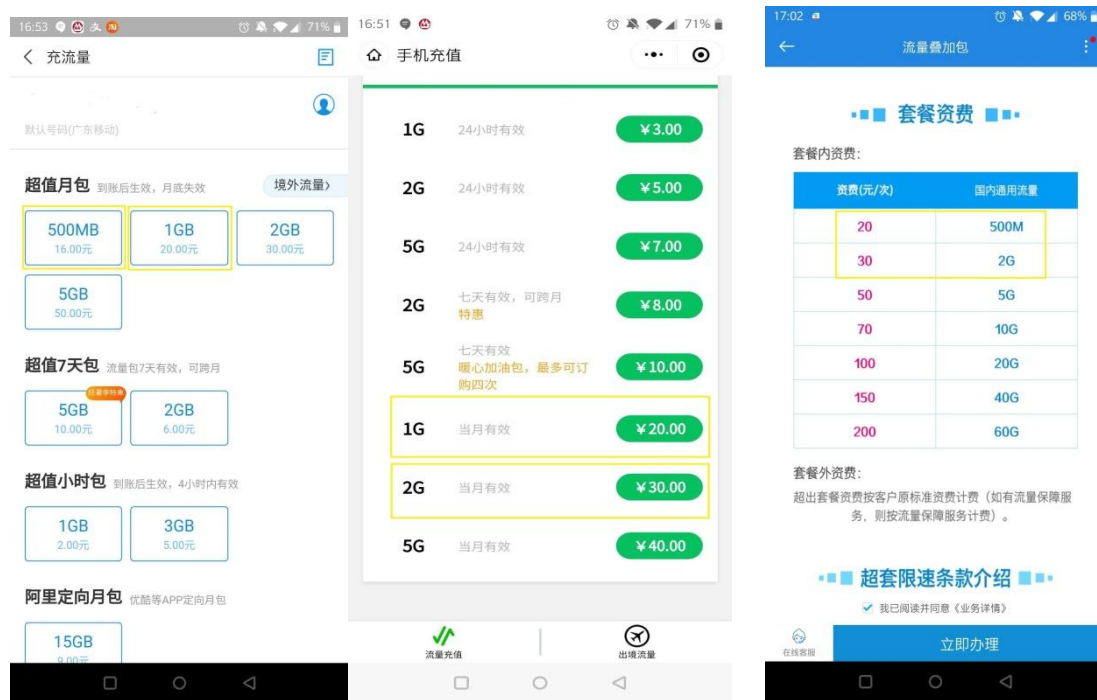 16:53
71%
充流量
默认号码(广东移动)
超值月包 到账后生效，月底失效
境外流量>
500MB 1GB 2GB
16.00元 20.00元 30.00元
5GB
50.00元
超值7天包 流量包7天有效，可跨月
5GB 2GB
10.00元 6.00元
超值小时包 到账后生效，4小时内有效
1GB 3GB
2.00元 5.00元
阿里定向月包 优酷等APP定向月包
15GB
9.00元
16:51
71%
手机充值
1G 24小时有效 ¥3.00
2G 24小时有效 ¥5.00
5G 24小时有效 ¥7.00
2G 七天有效，可跨月 ¥8.00
特惠
七天有效
5G 暖心加油包，最多可订 ¥10.00
购四次
1G 当月有效 ¥20.00
2G 当月有效 ¥30.00
5G 当月有效 ¥40.00
流量充值 出境流量
17:02
68%
流量叠加包
套餐资费
套餐内资费：
资费(元/次) 国内通用流量
20 500M
30 2G
50 5G
70 10G
100 20G
150 40G
200 60G
套餐外资费：
超出套餐资费按客户原标准资费计费（如有流量保障服
务，则按流量保障服务计费）。
超套限速条款介绍
我已阅读并同意《业务详情》
在线客服
立即办理